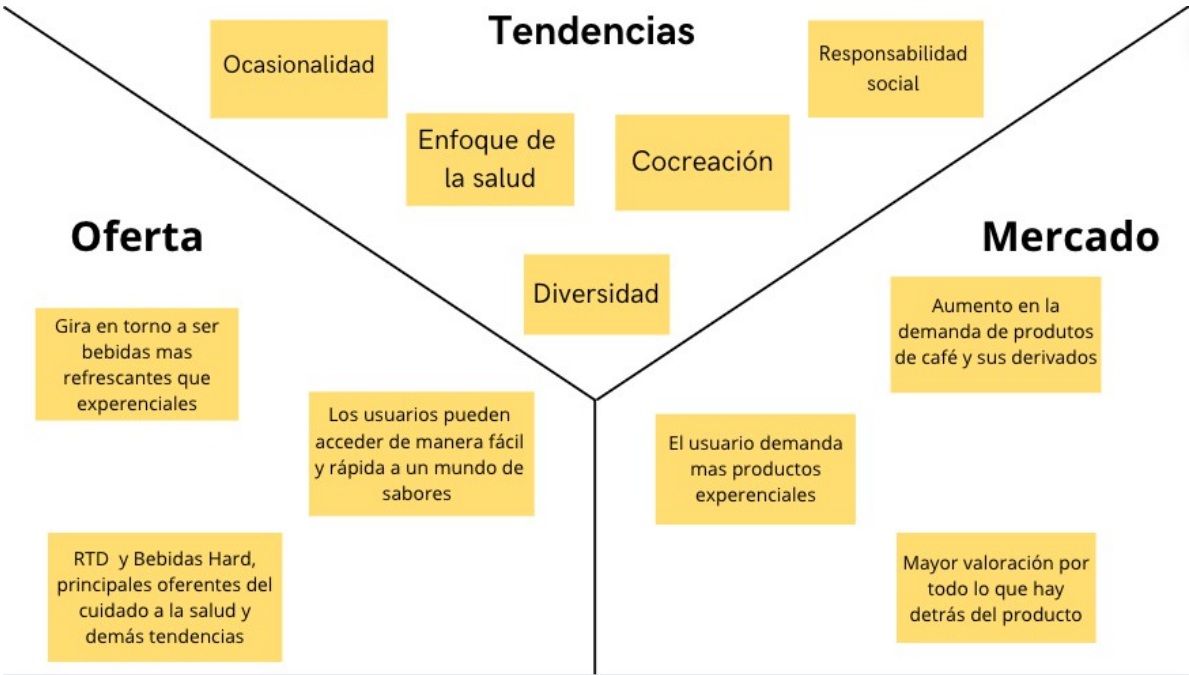 Tendencias
Ocasionalidad
Responsabilidad
social
Enfoque de
la salud
Cocreación
Diversidad
Oferta
Gira en torno a ser
bebidas mas
refrescantes que
experenciales
Los usuarios pueden
acceder de manera fácil
y rápida a un mundo de
sabores
RTD y Bebidas Hard,
principales oferentes del
cuidado a la salud y
demás tendencias
Mercado
Aumento en la
demanda de produtos
de café y sus derivados
El usuario demanda
mas productos
experenciales
Mayor valoración por
todo lo que hay
detrás del producto